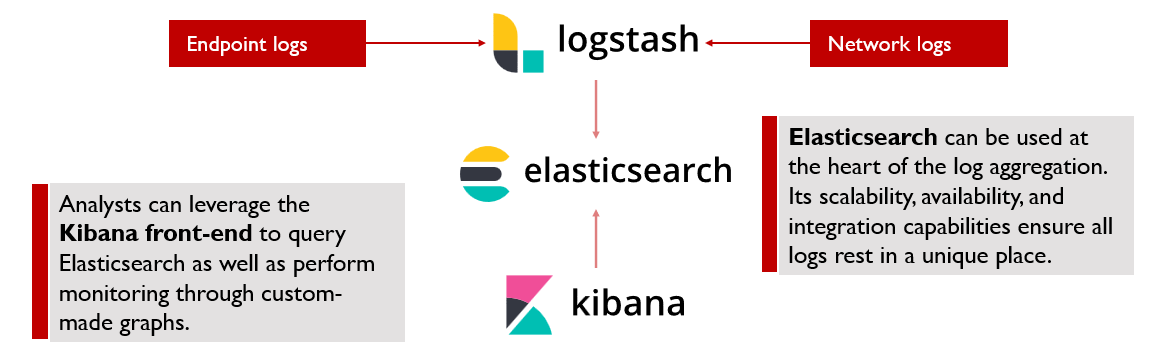 Endpoint logs
logstash
Network logs
elasticsearch
Elasticsearch can be used at
the heart of the log aggregation.
Its scalability, availability, and
integration capabilities ensure all
logs rest in a unique place.
Analysts can leverage the
Kibana front-end to query
Elasticsearch as well as perform
monitoring through custom-
made graphs.
kibana